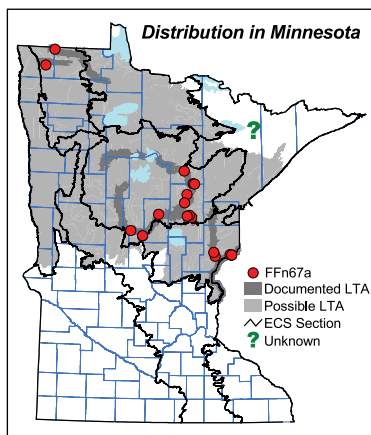 Distribution in Minnesota
?
FFn67a
Documented LTA
Possible LTA
ECS Section
? Unknown